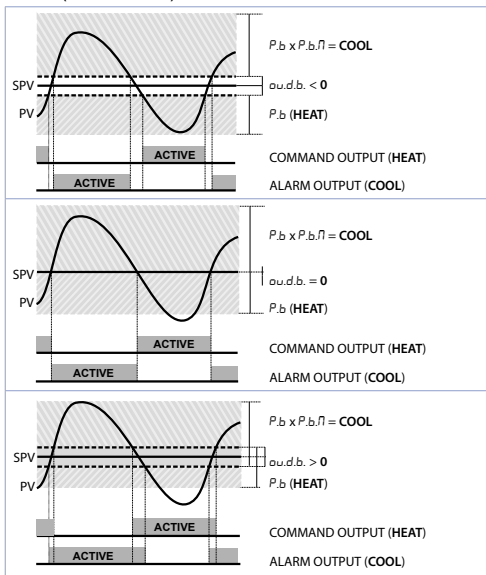 P.b x P.b.M = COOL
ou.d.b. < 0
SPV
PV
P.b (HEAT)
ACTIVE
COMMAND OUTPUT (HEAT)
ACTIVE
ALARM OUTPUT (COOL)
P.b x P.b.M = COOL
SPV
ou.d.b. = 0
PV
P.b (HEAT)
ACTIVE
COMMAND OUTPUT (HEAT)
ACTIVE
ALARM OUTPUT (COOL)
P.b x P.b.M = COOL
SPV
ou.d.b. > 0
PV
P.b (HEAT)
ACTIVE
COMMAND OUTPUT (HEAT)
ACTIVE
ALARM OUTPUT (COOL)